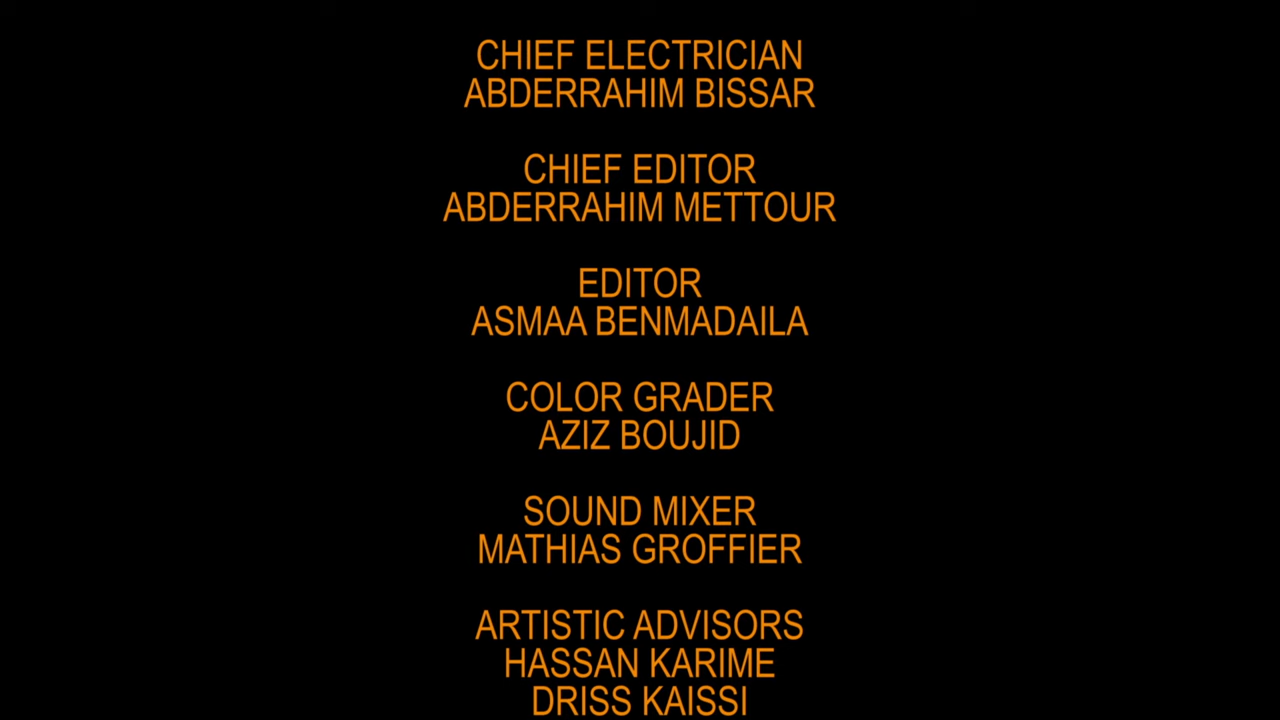 CHIEF ELECTRICIAN
ABDERRAHIM BISSAR
CHIEF EDITOR
ABDERRAHIM METTOUR
EDITOR
ASMAA BENMADAILA
COLOR GRADER
AZIZ BOUJID
SOUND MIXER
MATHIAS GROFFIER
ARTISTIC ADVISORS
HASSAN KARIME
DRISS KAISSI